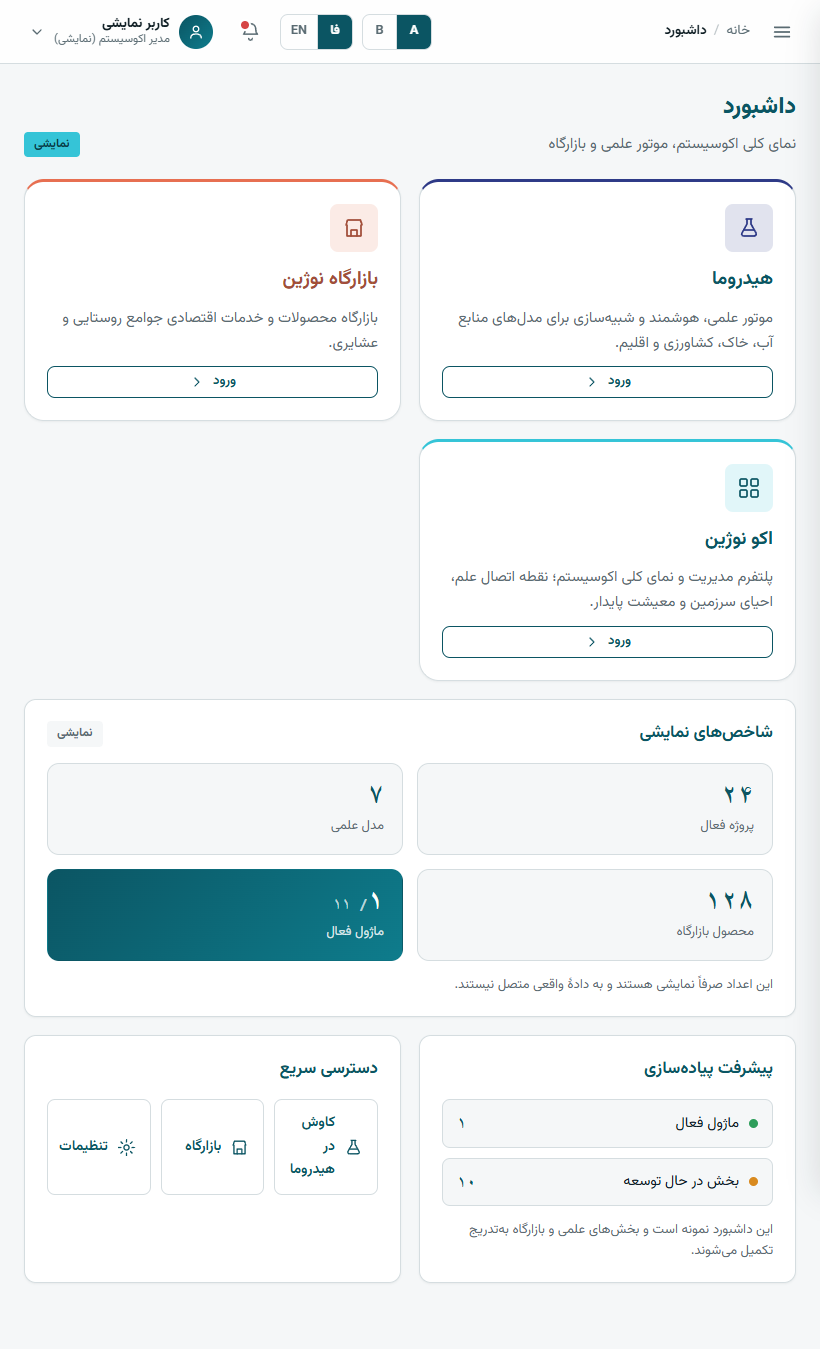 خانه / داشبورد
A B
فا EN
کاربر نمایشی
مدیر اکوسیستم (نمایشی)
داشبورد
نمای کلی اکوسیستم، موتور علمی و بازارگاه
نمایشی
هیدروما
موتور علمی، هوشمند و شبیه‌سازی برای مدل‌های منابع
آب، خاک، کشاورزی و اقلیم.
ورود
بازارگاه نوژین
بازارگاه محصولات و خدمات اقتصادی جوامع روستایی و
عشایری.
ورود
اکو نوژین
پلتفرم مدیریت و نمای کلی اکوسیستم؛ نقطه اتصال علم،
احیای سرزمین و معیشت پایدار.
ورود
شاخص‌های نمایشی
نمایشی
۲۴
پروژه فعال
۷
مدل علمی
۱۲۸
محصول بازارگاه
۱ / ۱۱
ماژول فعال
این اعداد صرفاً نمایشی هستند و به دادهٔ واقعی متصل نیستند.
پیشرفت پیاده‌سازی
ماژول فعال ۱
بخش در حال توسعه ۱۰
این داشبورد نمونه است و بخش‌های علمی و بازارگاه به‌تدریج
تکمیل می‌شوند.
دسترسی سریع
کاوش
در
هیدروما
بازارگاه
تنظیمات